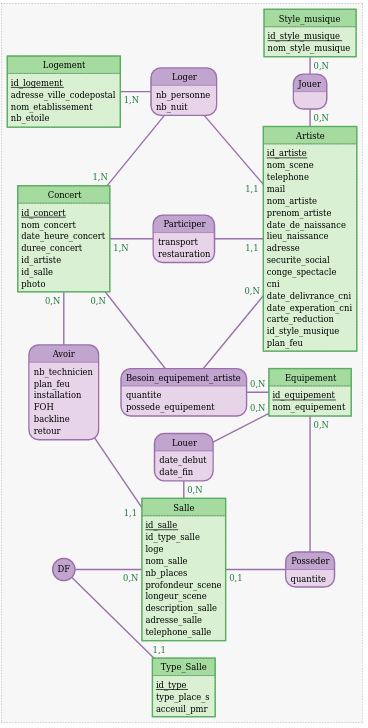 Style_musique
id_style_musique
nom_style_musique
0,N
Jouer
0,N
Logement
id_logement
adresse_ville_codepostal
nom_etablissement
nb_etoile
1,N
Loger
nb_personne
nb_nuit
Artiste
id_artiste
nom_scene
telephone
mail
nom_artiste
prenom_artiste
date_de_naissance
lieu_naissance
adresse
securite_social
conge_spectacle
cni
date_delivrance_cni
date_experation_cni
carte_reduction
id_style_musique
plan_feu
1,N
1,1
Concert
id_concert
nom_concert
date_heure_concert
duree_concert
id_artiste
id_salle
photo
1,N
Participer
transport
restauration
1,1
0,N
0,N
0,N
Avoir
nb_technicien
plan_feu
installation
FOH
backline
retour
Besoin_equipement_artiste
quantite
possede_equipement
0,N
0,N
Equipement
id_equipement
nom_equipement
0,N
Louer
date_debut
date_fin
0,N
1,1
Salle
id_salle
id_type_salle
loge
nom_salle
nb_places
profondeur_scene
longeur_scene
description_salle
adresse_salle
telephone_salle
DF
0,N
0,1
Posseder
quantite
1,1
Type_Salle
id_type
type_place_s
acceuil_pmr